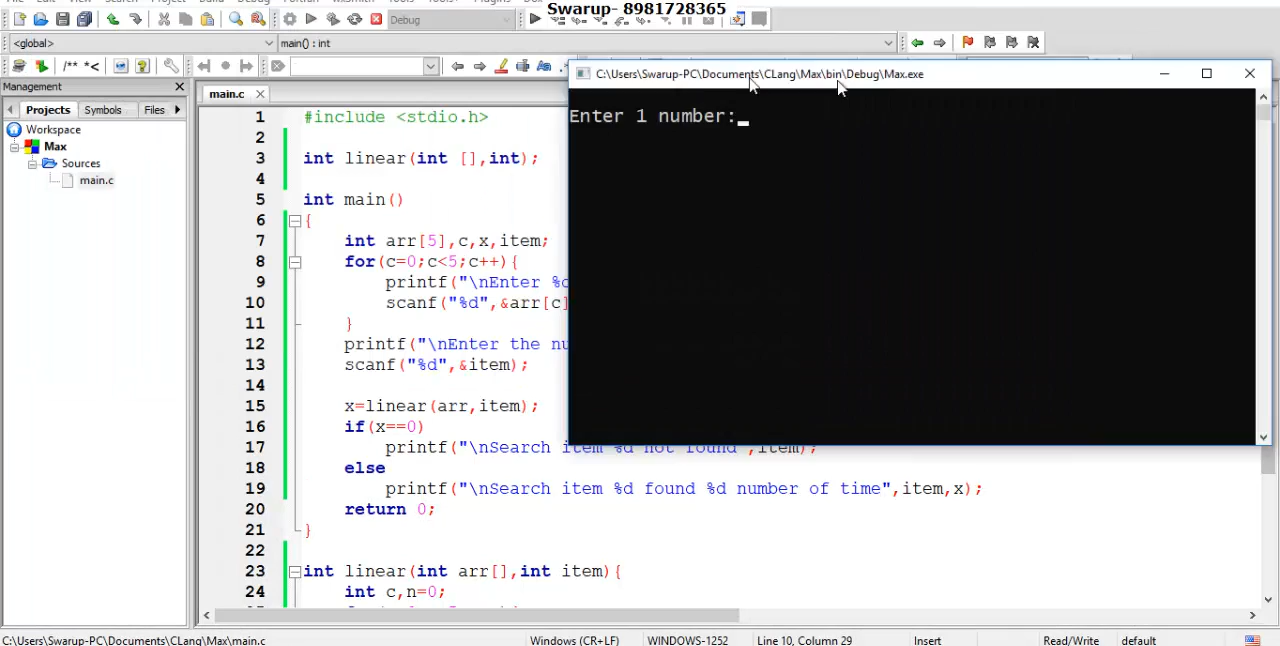 Swarup- 8981728365
Debug
<global>
main() : int
/** *<
Management
Projects
Symbols
Files
Workspace
Max
Sources
main.c
main.c
C:\Users\Swarup-PC\Documents\CLang\Max\bin\Debug\Max.exe
Enter 1 number:
1 #include <stdio.h>
2
3 int linear(int [],int);
4
5 int main()
6 {
7 int arr[5],c,x,item;
8 for(c=0;c<5;c++){
9 printf("\nEnter %d
10 scanf("%d",&arr[c]
11 }
12 printf("\nEnter the nu
13 scanf("%d",&item);
14
15 x=linear(arr,item);
16 if(x==0)
17 printf("\nSearch item %d not found",item);
18 else
19 printf("\nSearch item %d found %d number of time",item,x);
20 return 0;
21 }
22
23 int linear(int arr[],int item){
24 int c,n=0;
C:\Users\Swarup-PC\Documents\CLang\Max\main.c
Windows (CR+LF)
WINDOWS-1252
Line 10, Column 29
Insert
Read/Write
default